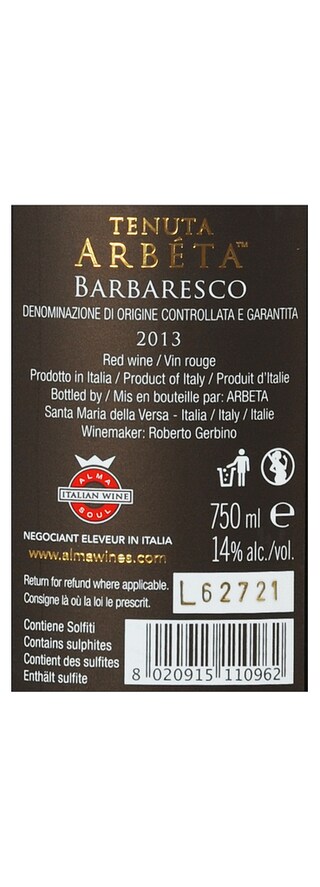 TENUTA
ARBÉTA™
BARBARESCO
DENOMINAZIONE DI ORIGINE CONTROLLATA E GARANTITA
2013
Red wine / Vin rouge
Prodotto in Italia / Product of Italy / Produit d'Italie
Bottled by / Mis en bouteille par: ARBETA
Santa Maria della Versa - Italia / Italy / Italie
Winemaker: Roberto Gerbino
ALMA
ITALIAN WINE
SOUL
NEGOCIANT ELEVEUR IN ITALIA
www.almawines.com
750 ml e
14% alc./vol.
Return for refund where applicable.
Consigne là où la loi le prescrit.
L62721
Contiene Solfiti
Contains sulphites
Contient des sulfites
Enthält sulfite
8 020915 110962